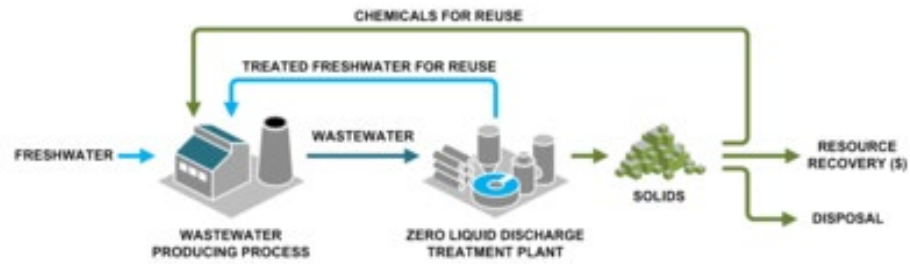 CHEMICALS FOR REUSE
TREATED FRESHWATER FOR REUSE
FRESHWATER
WASTEWATER
RESOURCE
RECOVERY ($)
SOLIDS
DISPOSAL
WASTEWATER
PRODUCING PROCESS
ZERO LIQUID DISCHARGE
TREATMENT PLANT